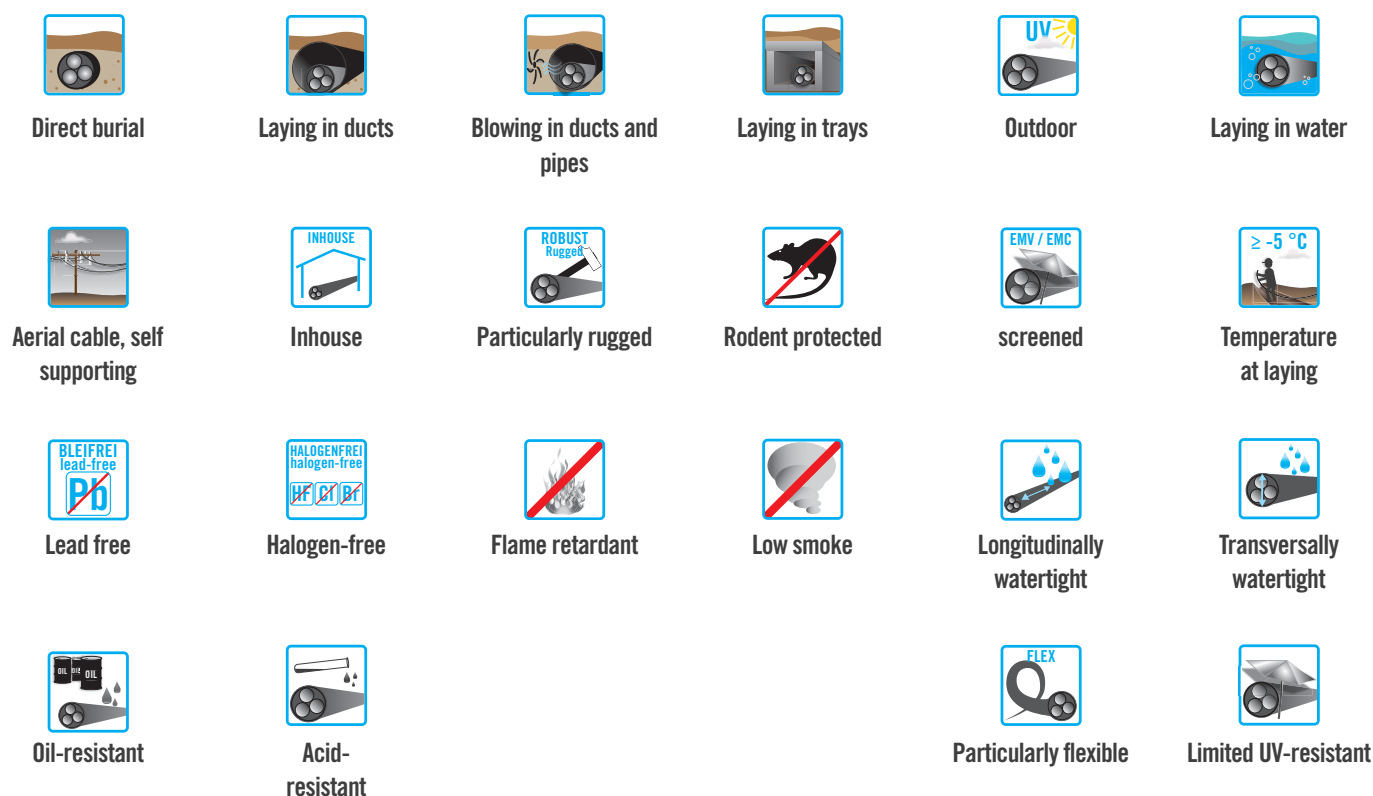 UV
Direct burial
Laying in ducts
Blowing in ducts and
pipes
Laying in trays
Outdoor
Laying in water
INHOUSE
ROBUST
Rugged
EMV / EMC
≥ -5 °C
Aerial cable, self
supporting
Inhouse
Particularly rugged
Rodent protected
screened
Temperature
at laying
BLEIFREI
lead-free
Pb
HALOGENFREI
halogen-free
HF Cl Br
Lead free
Halogen-free
Flame retardant
Low smoke
Longitudinally
watertight
Transversally
watertight
OIL OIL OIL
FLEX
Oil-resistant
Acid-
resistant
Particularly flexible
Limited UV-resistant